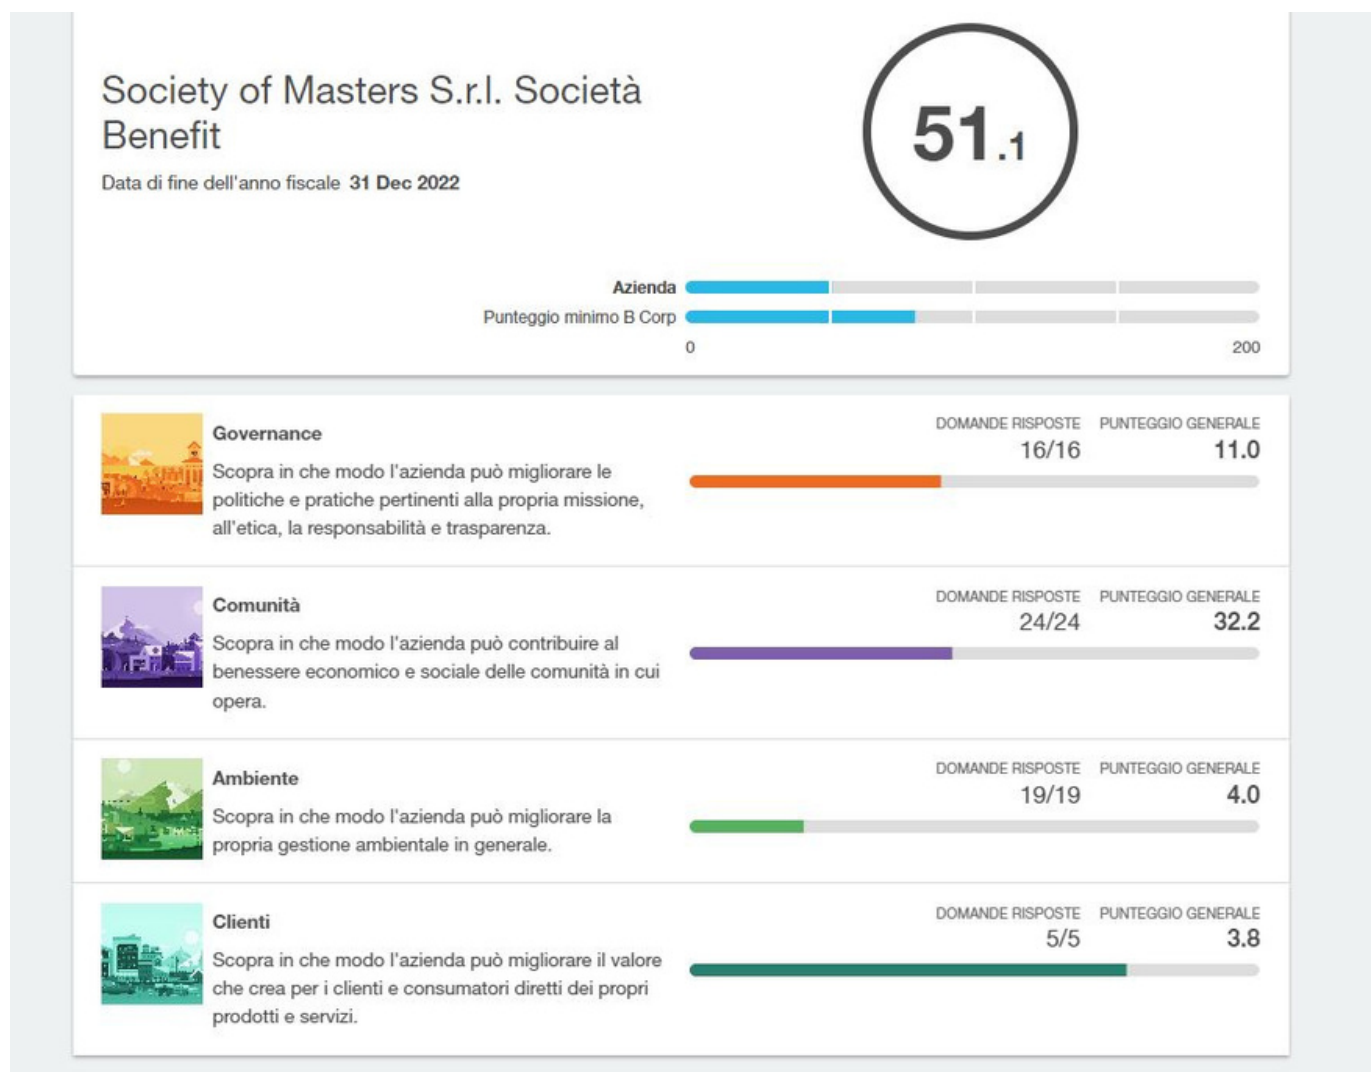 Society of Masters S.r.l. Società
Benefit
Data di fine dell'anno fiscale 31 Dec 2022
51.1
Azienda
Punteggio minimo B Corp
0 200
Governance
Scopra in che modo l'azienda può migliorare le
politiche e pratiche pertinenti alla propria missione,
all'etica, la responsabilità e trasparenza.
DOMANDE RISPOSTE PUNTEGGIO GENERALE
16/16 11.0
Comunità
Scopra in che modo l'azienda può contribuire al
benessere economico e sociale delle comunità in cui
opera.
DOMANDE RISPOSTE PUNTEGGIO GENERALE
24/24 32.2
Ambiente
Scopra in che modo l'azienda può migliorare la
propria gestione ambientale in generale.
DOMANDE RISPOSTE PUNTEGGIO GENERALE
19/19 4.0
Clienti
Scopra in che modo l'azienda può migliorare il valore
che crea per i clienti e consumatori diretti dei propri
prodotti e servizi.
DOMANDE RISPOSTE PUNTEGGIO GENERALE
5/5 3.8